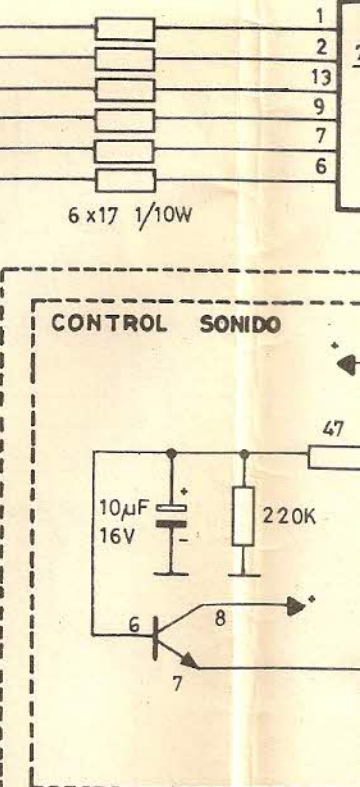 1
2
13
9
7
6
6 x17 1/10W
CONTROL SONIDO
+
47
10µF
16V
+
-
220K
6
8
+
7